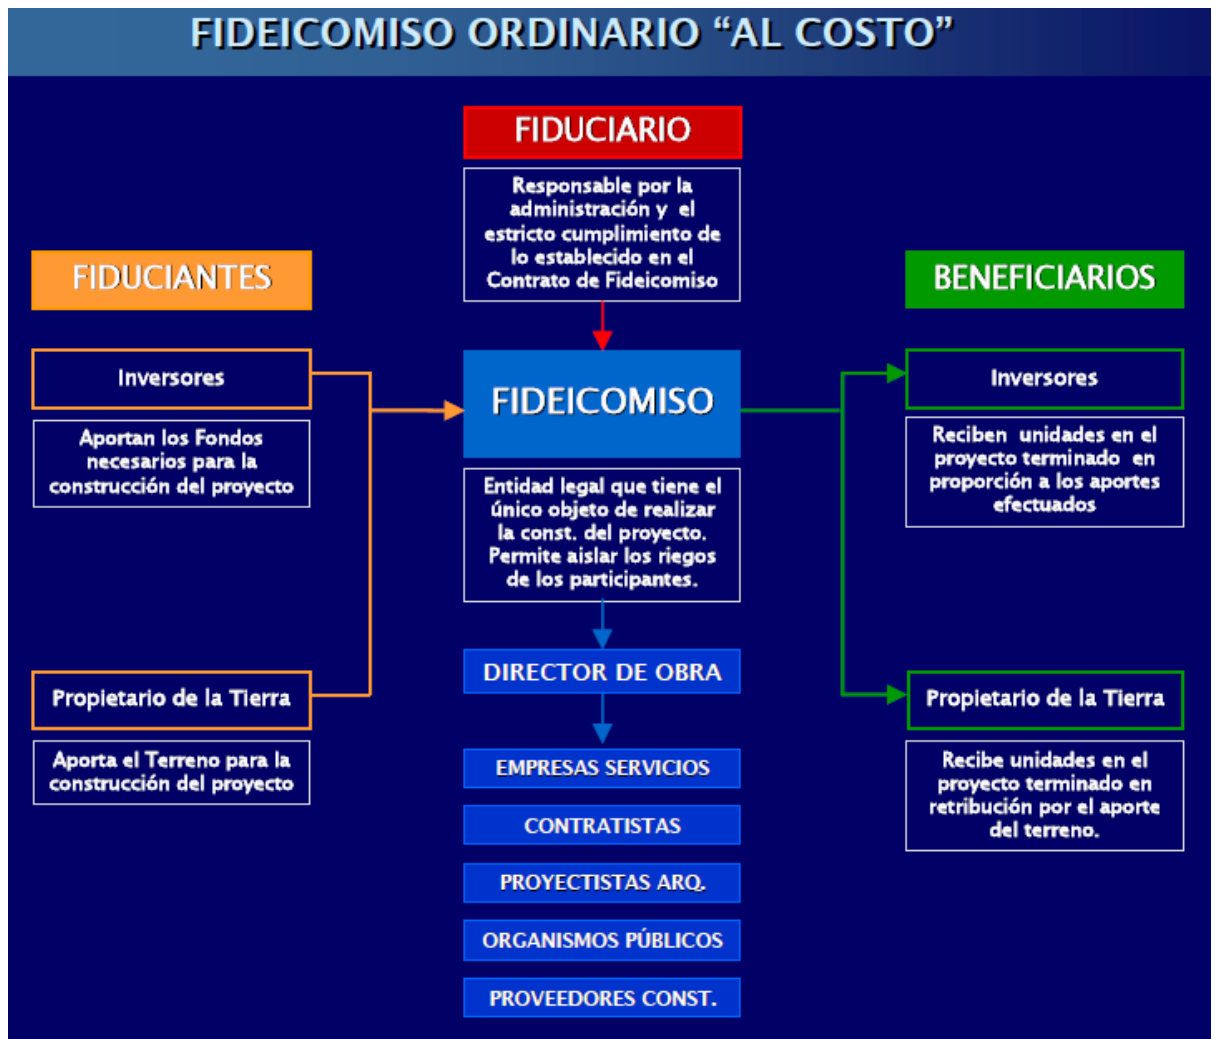 FIDEICOMISO ORDINARIO “AL COSTO”
FIDUCIARIO
Responsable por la
administración y el
estricto cumplimiento de
lo establecido en el
Contrato de Fideicomiso
FIDUCIANTES
Inversores
Aportan los Fondos
necesarios para la
construcción del proyecto
Propietario de la Tierra
Aporta el Terreno para la
construcción del proyecto
FIDEICOMISO
Entidad legal que tiene el
único objeto de realizar
la const. del proyecto.
Permite aislar los riegos
de los participantes.
DIRECTOR DE OBRA
EMPRESAS SERVICIOS
CONTRATISTAS
PROYECTISTAS ARQ.
ORGANISMOS PÚBLICOS
PROVEEDORES CONST.
BENEFICIARIOS
Inversores
Reciben unidades en el
proyecto terminado en
proporción a los aportes
efectuados
Propietario de la Tierra
Recibe unidades en el
proyecto terminado en
retribución por el aporte
del terreno.